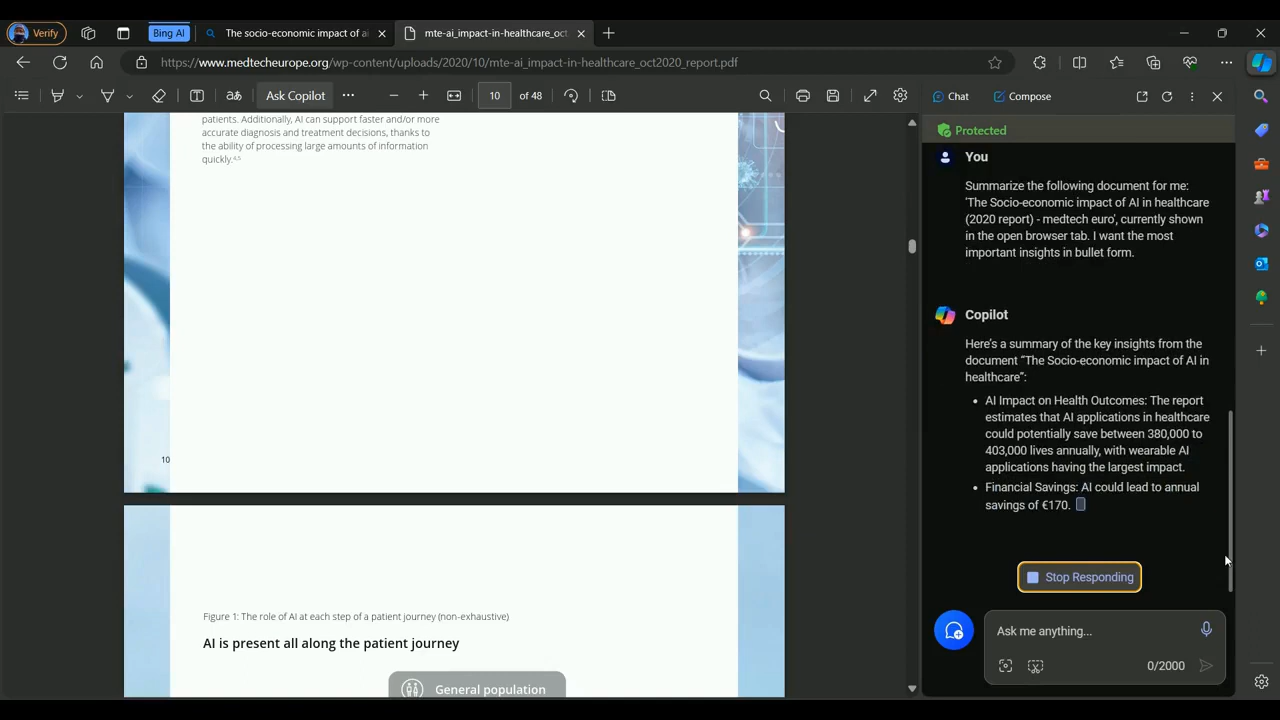 Verify
Bing AI
The socio-economic impact of ai
mte-ai_impact-in-healthcare_oct
https://www.medtecheurope.org/wp-content/uploads/2020/10/mte-ai_impact-in-healthcare_oct2020_report.pdf
Ask Copilot
10
of 48
Chat
Compose
patients. Additionally, AI can support faster and/or more
accurate diagnosis and treatment decisions, thanks to
the ability of processing large amounts of information
quickly.⁴,⁵
10
Figure 1: The role of AI at each step of a patient journey (non-exhaustive)
AI is present all along the patient journey
General population
Protected
You
Summarize the following document for me:
'The Socio-economic impact of AI in healthcare
(2020 report) - medtech euro', currently shown
in the open browser tab. I want the most
important insights in bullet form.
Copilot
Here's a summary of the key insights from the
document “The Socio-economic impact of AI in
healthcare”:
• AI Impact on Health Outcomes: The report
estimates that AI applications in healthcare
could potentially save between 380,000 to
403,000 lives annually, with wearable AI
applications having the largest impact.
• Financial Savings: AI could lead to annual
savings of €170.
Stop Responding
Ask me anything...
0/2000